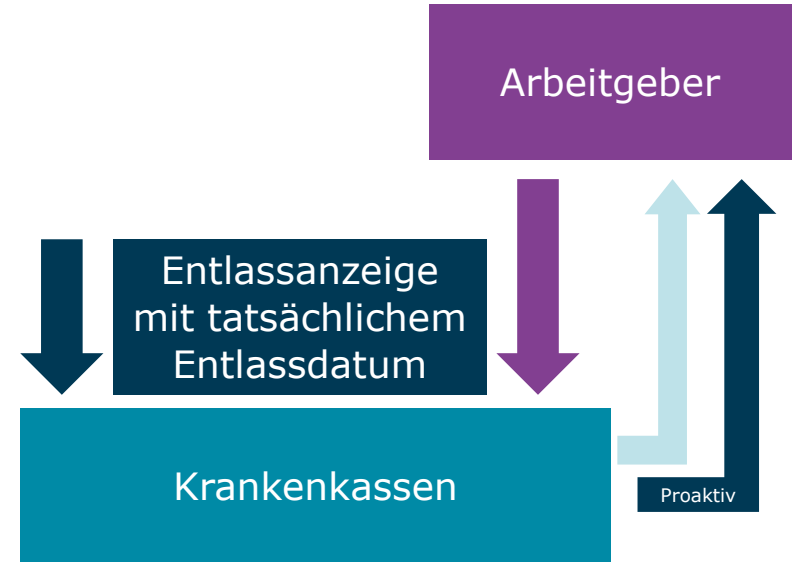 Arbeitgeber
Entlassanzeige
mit tatsächlichem
Entlassdatum
Krankenkassen
Proaktiv